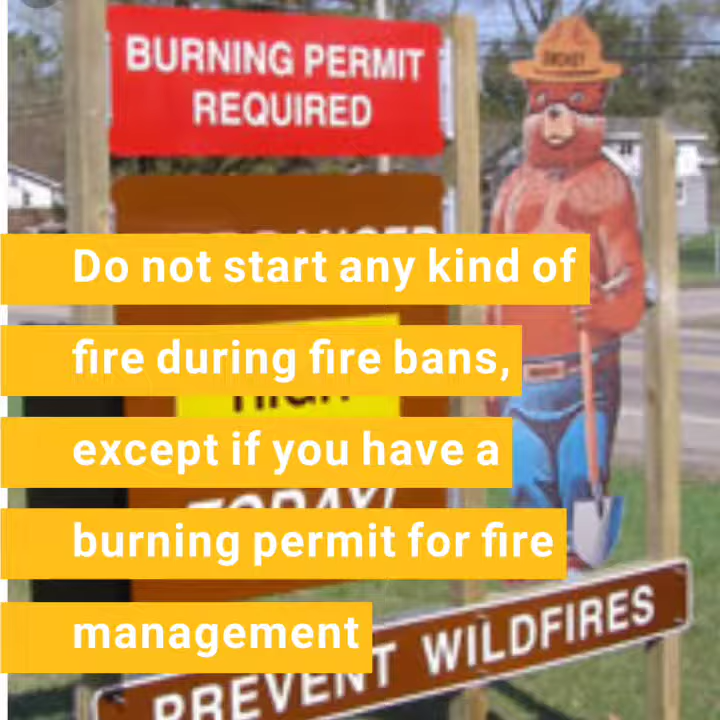 BURNING PERMIT
REQUIRED
Do not start any kind of
fire during fire bans,
except if you have a
burning permit for fire
management
TODAY!
PREVENT WILDFIRES